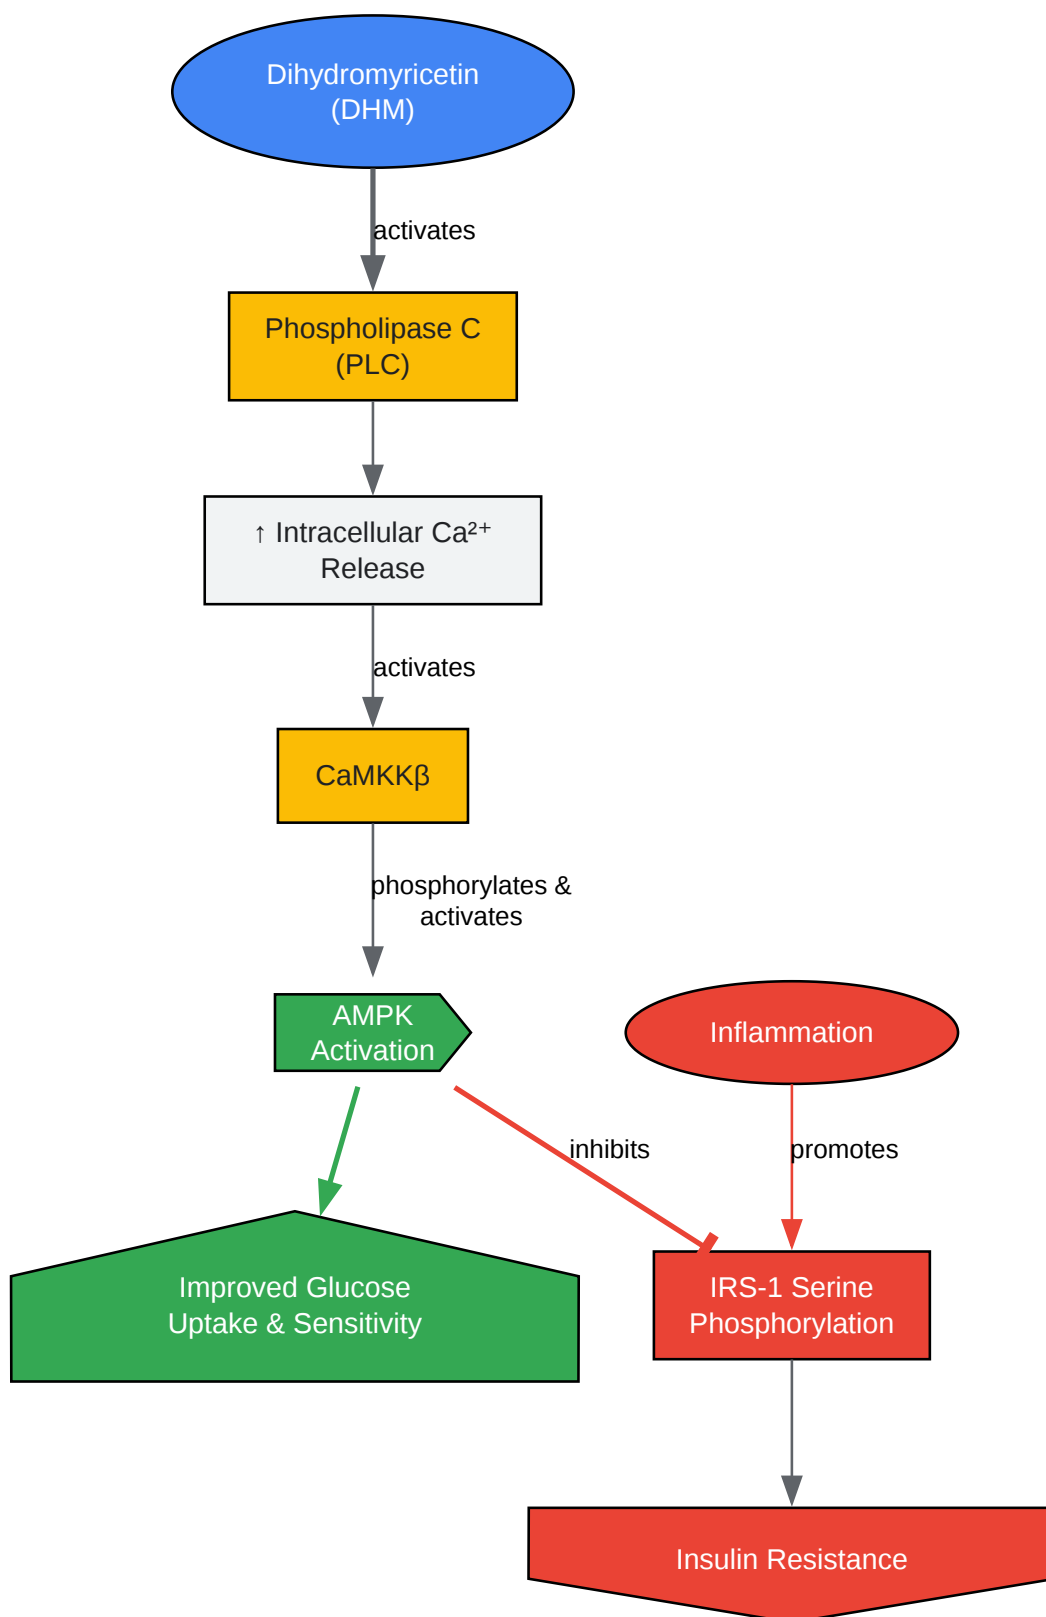 Dihydromyricetin
(DHM)
activates
Phospholipase C
(PLC)
↑ Intracellular Ca²⁺
Release
activates
CaMKKβ
phosphorylates &
activates
AMPK
Activation
Inflammation
inhibits
promotes
Improved Glucose
Uptake & Sensitivity
IRS-1 Serine
Phosphorylation
Insulin Resistance